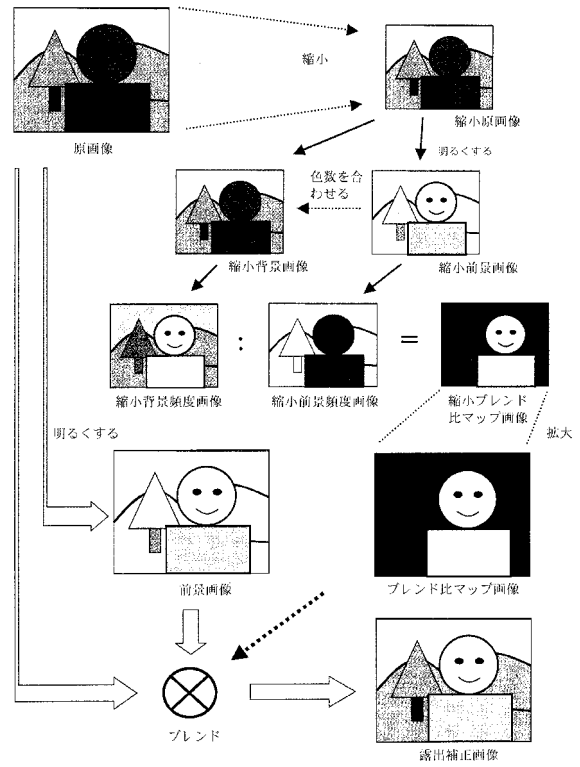 縮小
縮小原画像
原画像
明るくする
色数を合
わせる
縮小背景画像
縮小前景画像
:
=
縮小背景頻度画像
縮小前景頻度画像
縮小ブレンド
比マップ画像
明るくする
拡大
前景画像
ブレンド比マップ画像
ブレンド
露出補正画像